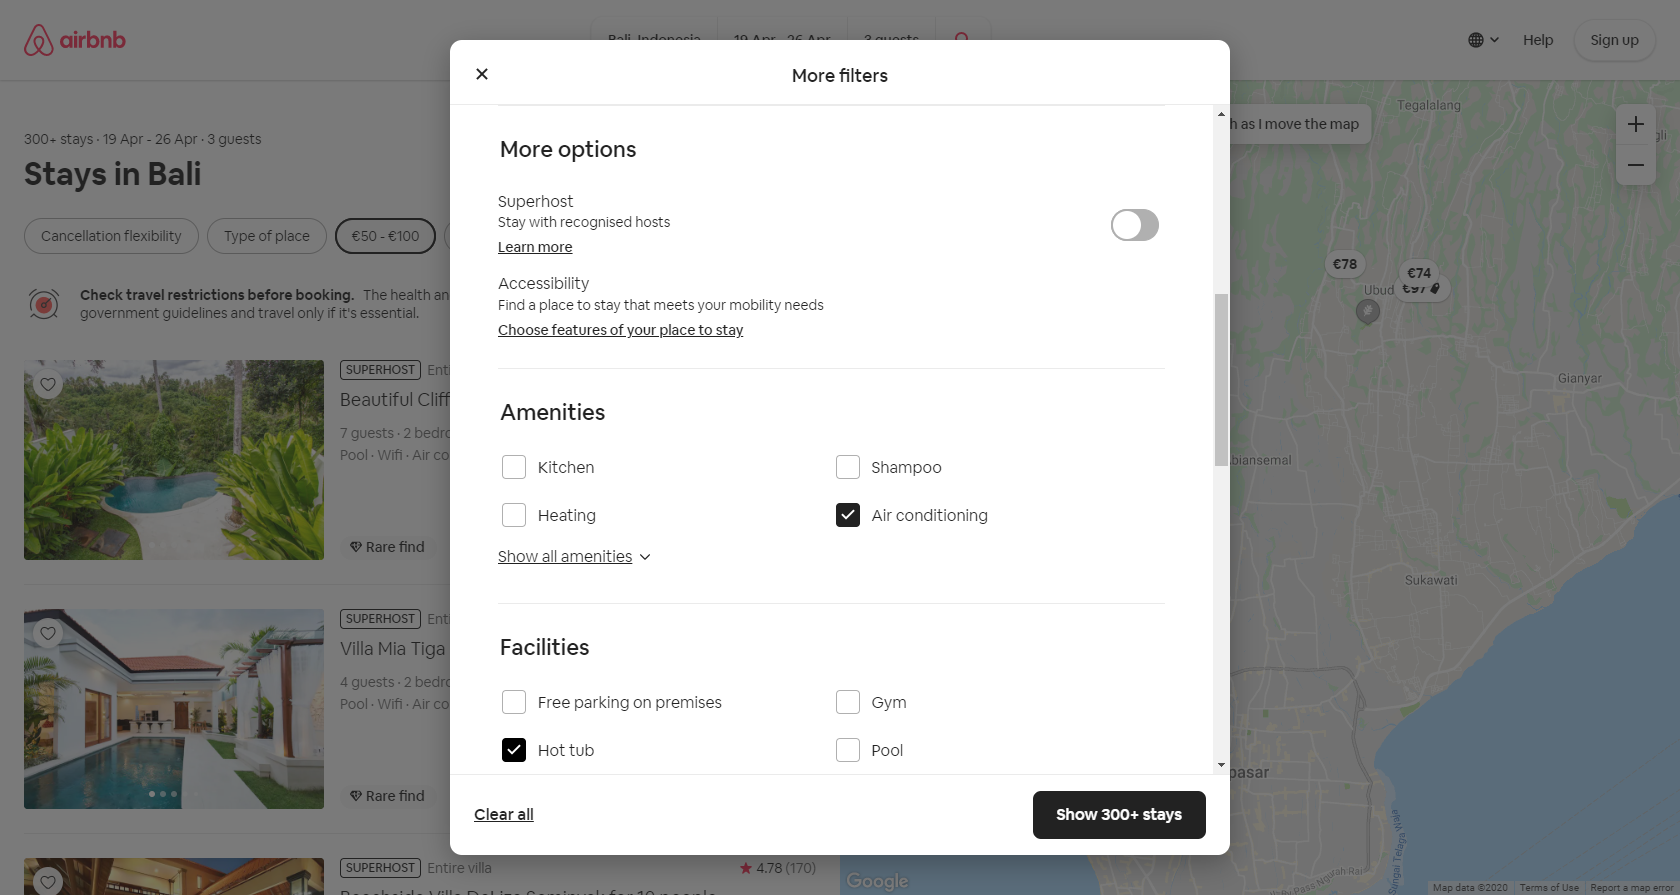 airbnb
Bali, Indonesia
19 Apr - 26 Apr
3 guests
Help
Sign up
300+ stays · 19 Apr - 26 Apr · 3 guests
Stays in Bali
Cancellation flexibility
Type of place
€50 - €100
Check travel restrictions before booking. The health an
government guidelines and travel only if it's essential.
SUPERHOST
Beautiful Cliff
7 guests · 2 bedro
Pool · Wifi · Air co
Rare find
SUPERHOST
Villa Mia Tiga
4 guests · 2 bedro
Pool · Wifi · Air co
Rare find
SUPERHOST Entire villa
4.78 (170)
More filters
More options
Superhost
Stay with recognised hosts
Learn more
Accessibility
Find a place to stay that meets your mobility needs
Choose features of your place to stay
Amenities
Kitchen
Shampoo
Heating
Air conditioning
Show all amenities
Facilities
Free parking on premises
Gym
Hot tub
Pool
Clear all
Show 300+ stays
h as I move the map
Tegalalang
gli
€78
€74
€97
Ubud
Gianyar
biansemal
Sukawati
pasar
Google
Map data ©2020
Terms of Use
Report a map error